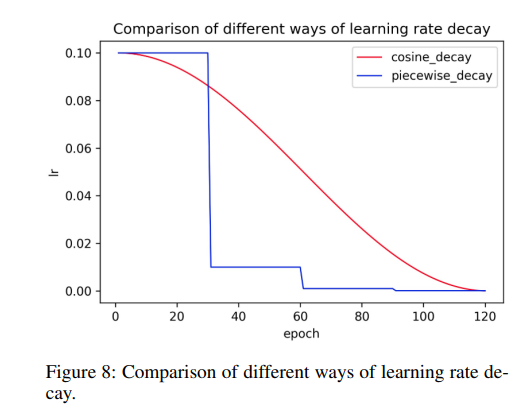 Comparison of different ways of learning rate decay
cosine_decay
piecewise_decay
0.10
0.08
0.06
0.04
0.02
0.00
lr
0 20 40 60 80 100 120
epoch
Figure 8: Comparison of different ways of learning rate de-
cay.